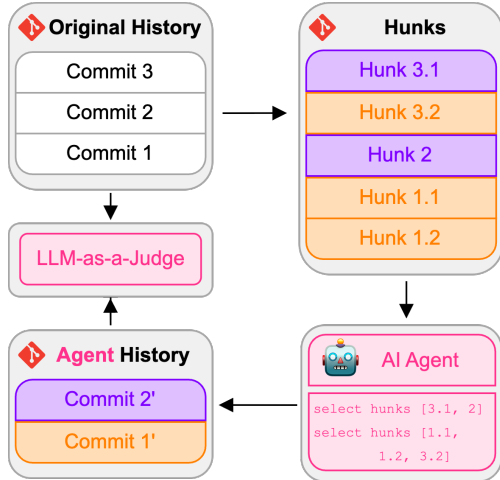 Original History
Commit 3
Commit 2
Commit 1
Hunks
Hunk 3.1
Hunk 3.2
Hunk 2
Hunk 1.1
Hunk 1.2
LLM-as-a-Judge
Agent History
Commit 2'
Commit 1'
AI Agent
select hunks [3.1, 2]
select hunks [1.1,
1.2, 3.2]